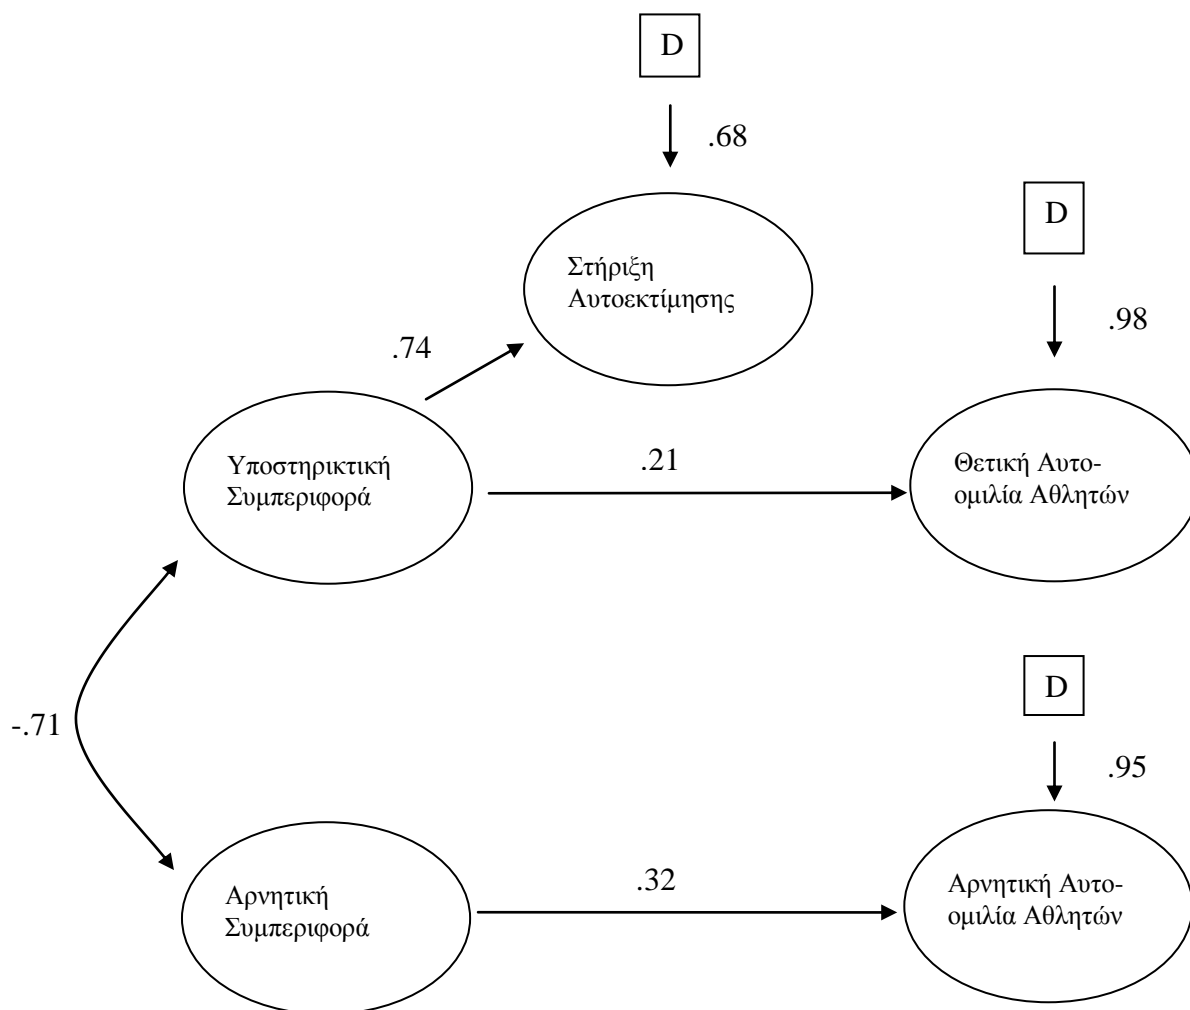 D
.68
D
Στήριξη
Αυτοεκτίμησης
.98
.74
Υποστηρικτική
Συμπεριφορά
.21
Θετική Αυτο-
ομιλία Αθλητών
-.71
D
.95
Αρνητική
Συμπεριφορά
.32
Αρνητική Αυτο-
ομιλία Αθλητών